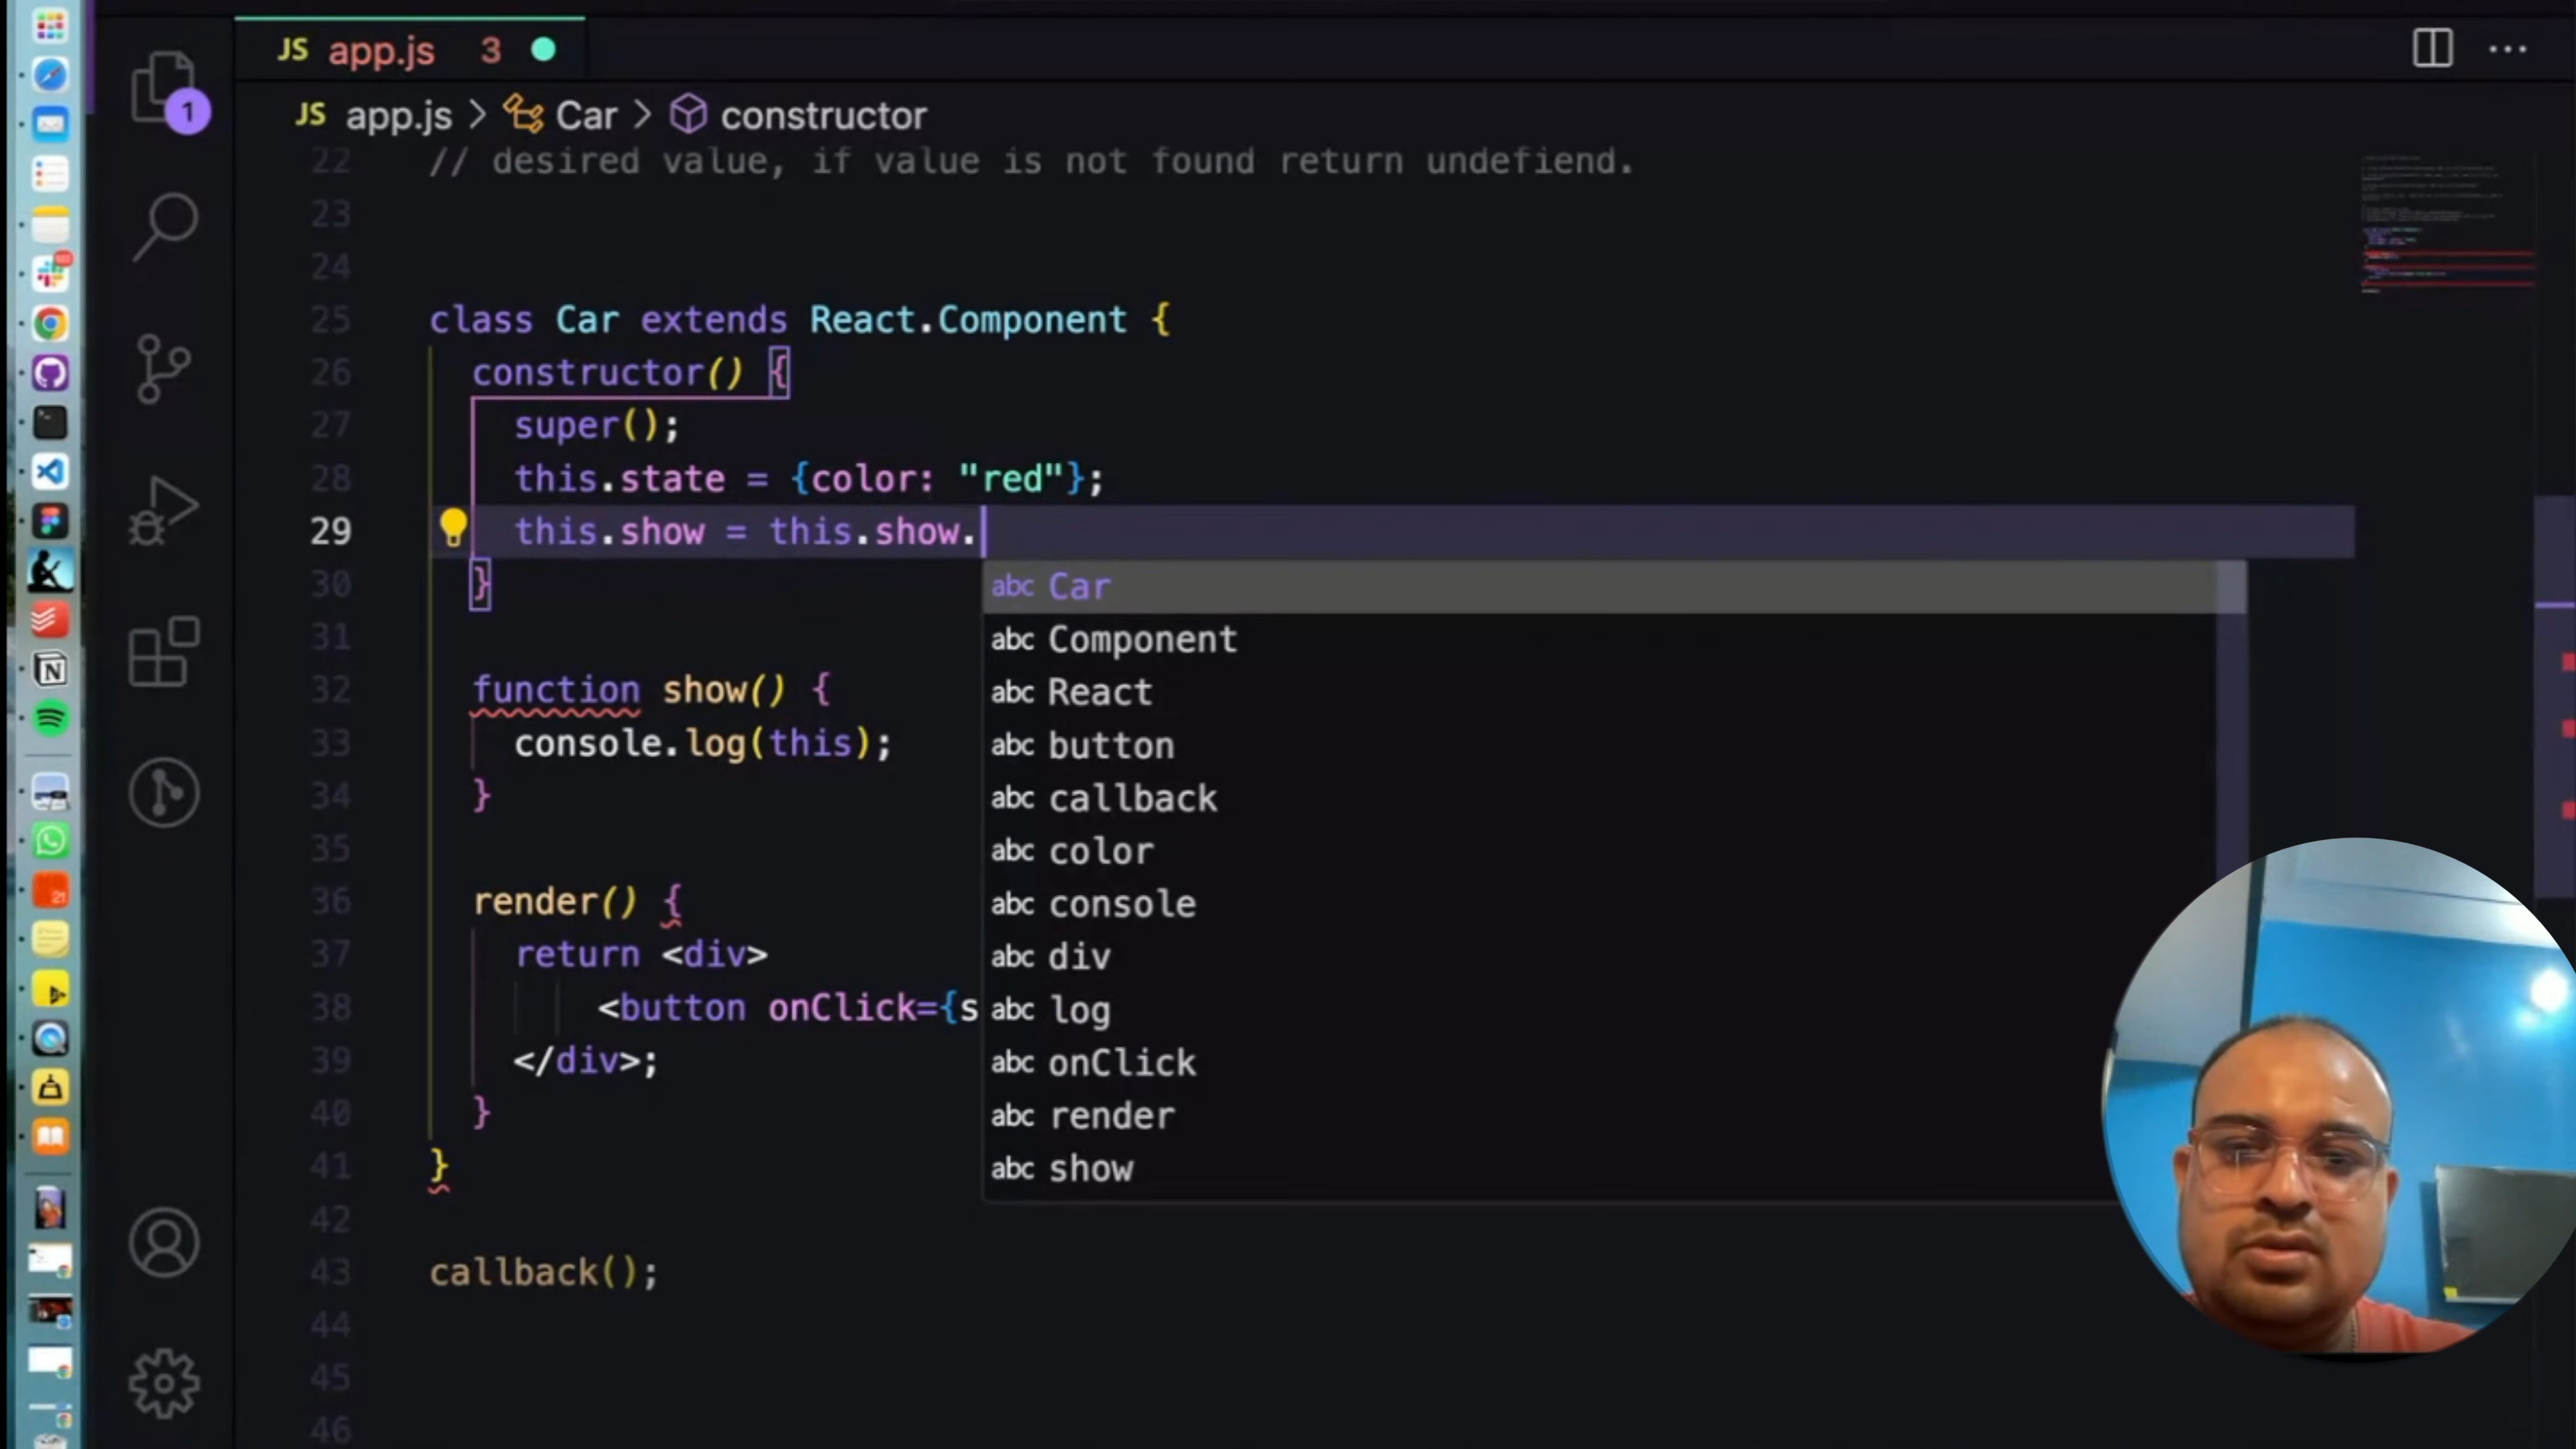 JS app.js 3
1
JS app.js > Car > constructor
22 // desired value, if value is not found return undefiend.
23
24
25 class Car extends React.Component {
26 constructor() {
27 super();
28 this.state = {color: "red"};
29 this.show = this.show.
30 }
31
32 function show() {
33 console.log(this);
34 }
35
36 render() {
37 return <div>
38 <button onClick={s
39 </div>;
40 }
41 }
42
43 callback();
44
45
46
abc Car
abc Component
abc React
abc button
abc callback
abc color
abc console
abc div
abc log
abc onClick
abc render
abc show
21